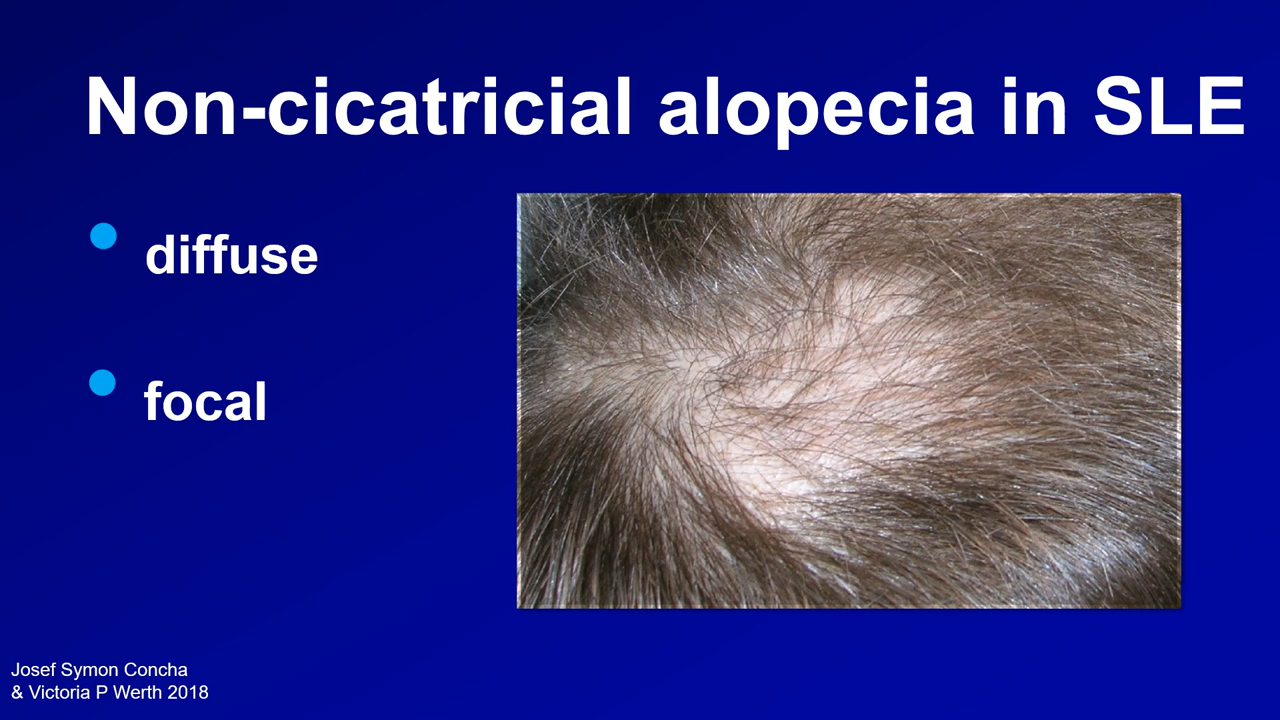 Non-cicatricial alopecia in SLE
diffuse
focal
Josef Symon Concha
& Victoria P Werth 2018